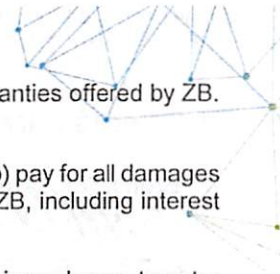 anties offered by ZB.
) pay for all damages
ZB, including interest